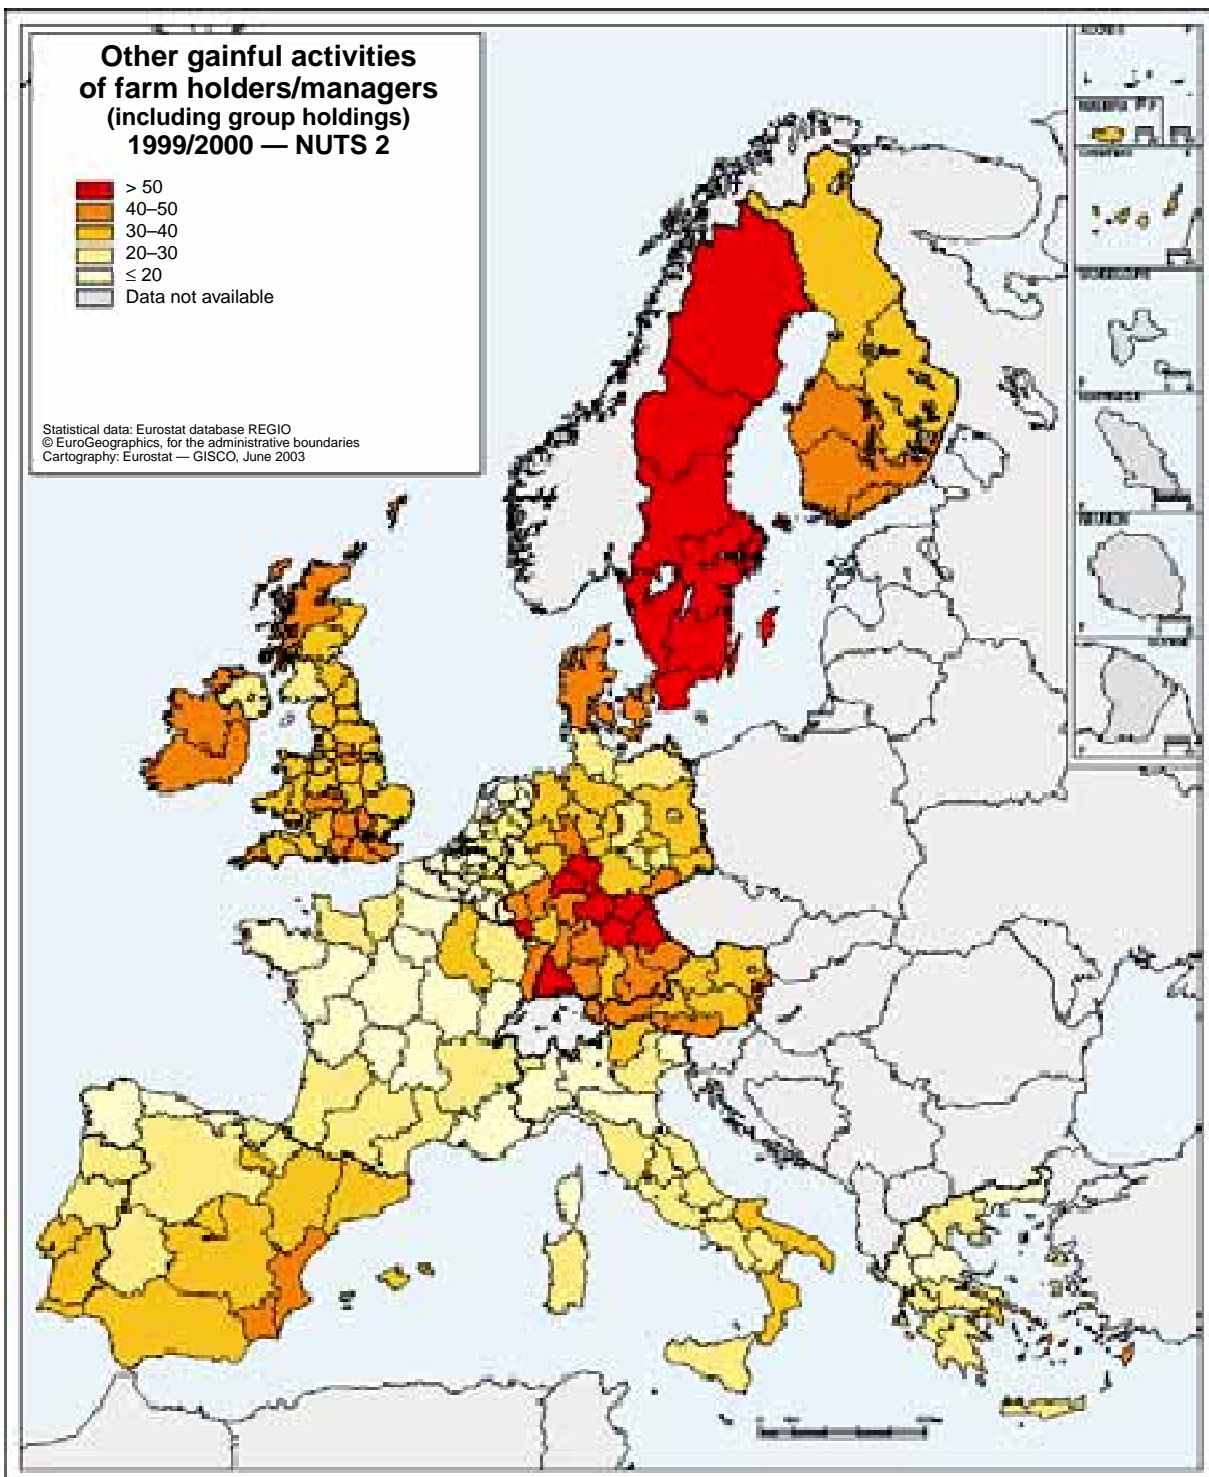 Other gainful activities
of farm holders/managers
(including group holdings)
1999/2000 — NUTS 2
> 50
40–50
30–40
20–30
≤ 20
Data not available
Statistical data: Eurostat database REGIO
© EuroGeographics, for the administrative boundaries
Cartography: Eurostat — GISCO, June 2003